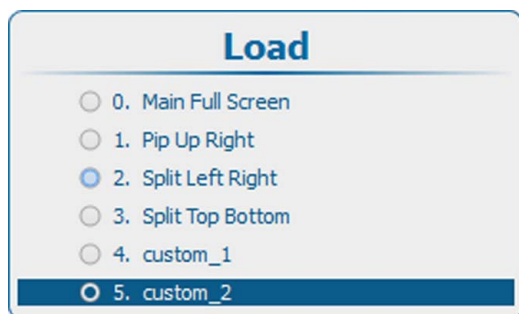 Load
0. Main Full Screen
1. Pip Up Right
2. Split Left Right
3. Split Top Bottom
4. custom_1
5. custom_2